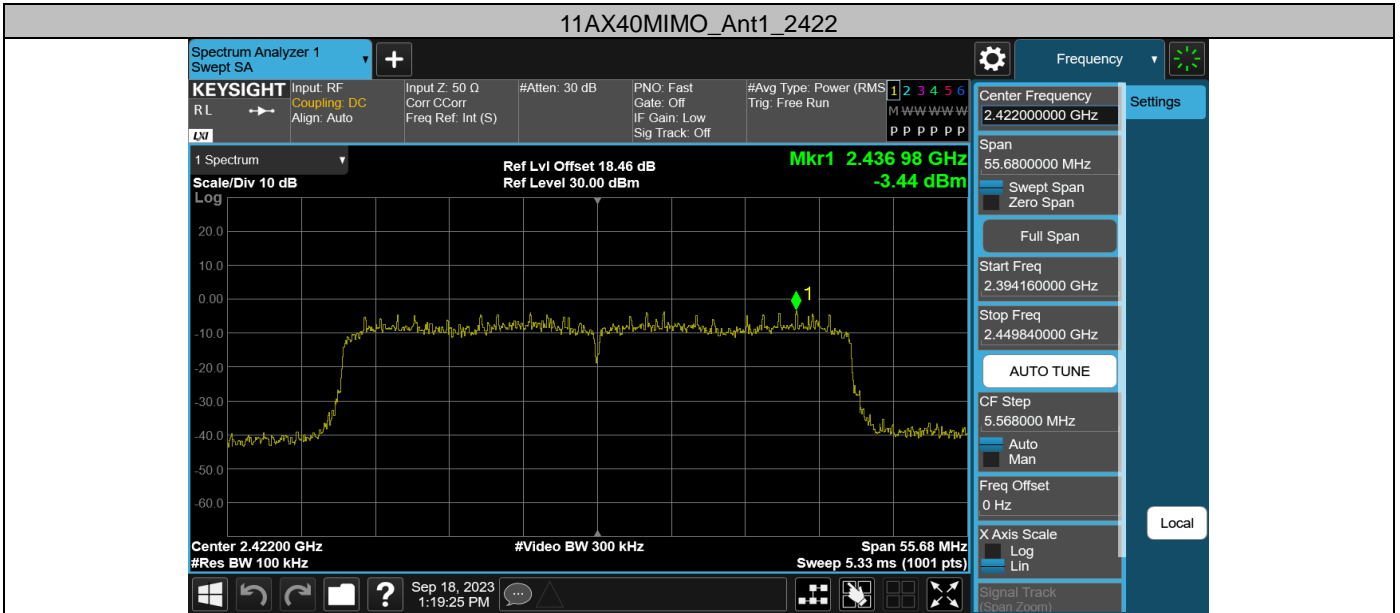 11AX40MIMO_Ant1_2422
Spectrum Analyzer 1
Swept SA
+
Frequency
KEYSIGHT
R L
LXI
Input: RF
Coupling: DC
Align: Auto
Input Z: 50 Ω
Corr CCorr
Freq Ref: Int (S)
#Atten: 30 dB
PNO: Fast
Gate: Off
IF Gain: Low
Sig Track: Off
#Avg Type: Power (RMS
Trig: Free Run
1 2 3 4 5 6
M W W W W W
P P P P P P
1 Spectrum
Scale/Div 10 dB
Log
Ref Lvl Offset 18.46 dB
Ref Level 30.00 dBm
Mkr1 2.436 98 GHz
-3.44 dBm
20.0
10.0
0.00
-10.0
-20.0
-30.0
-40.0
-50.0
-60.0
1
Center 2.42200 GHz
#Res BW 100 kHz
#Video BW 300 kHz
Span 55.68 MHz
Sweep 5.33 ms (1001 pts)
Center Frequency
2.422000000 GHz
Settings
Span
55.6800000 MHz
Swept Span
Zero Span
Full Span
Start Freq
2.394160000 GHz
Stop Freq
2.449840000 GHz
AUTO TUNE
CF Step
5.568000 MHz
Auto
Man
Freq Offset
0 Hz
X Axis Scale
Log
Lin
Signal Track
(Span Zoom)
Local
?
Sep 18, 2023
1:19:25 PM